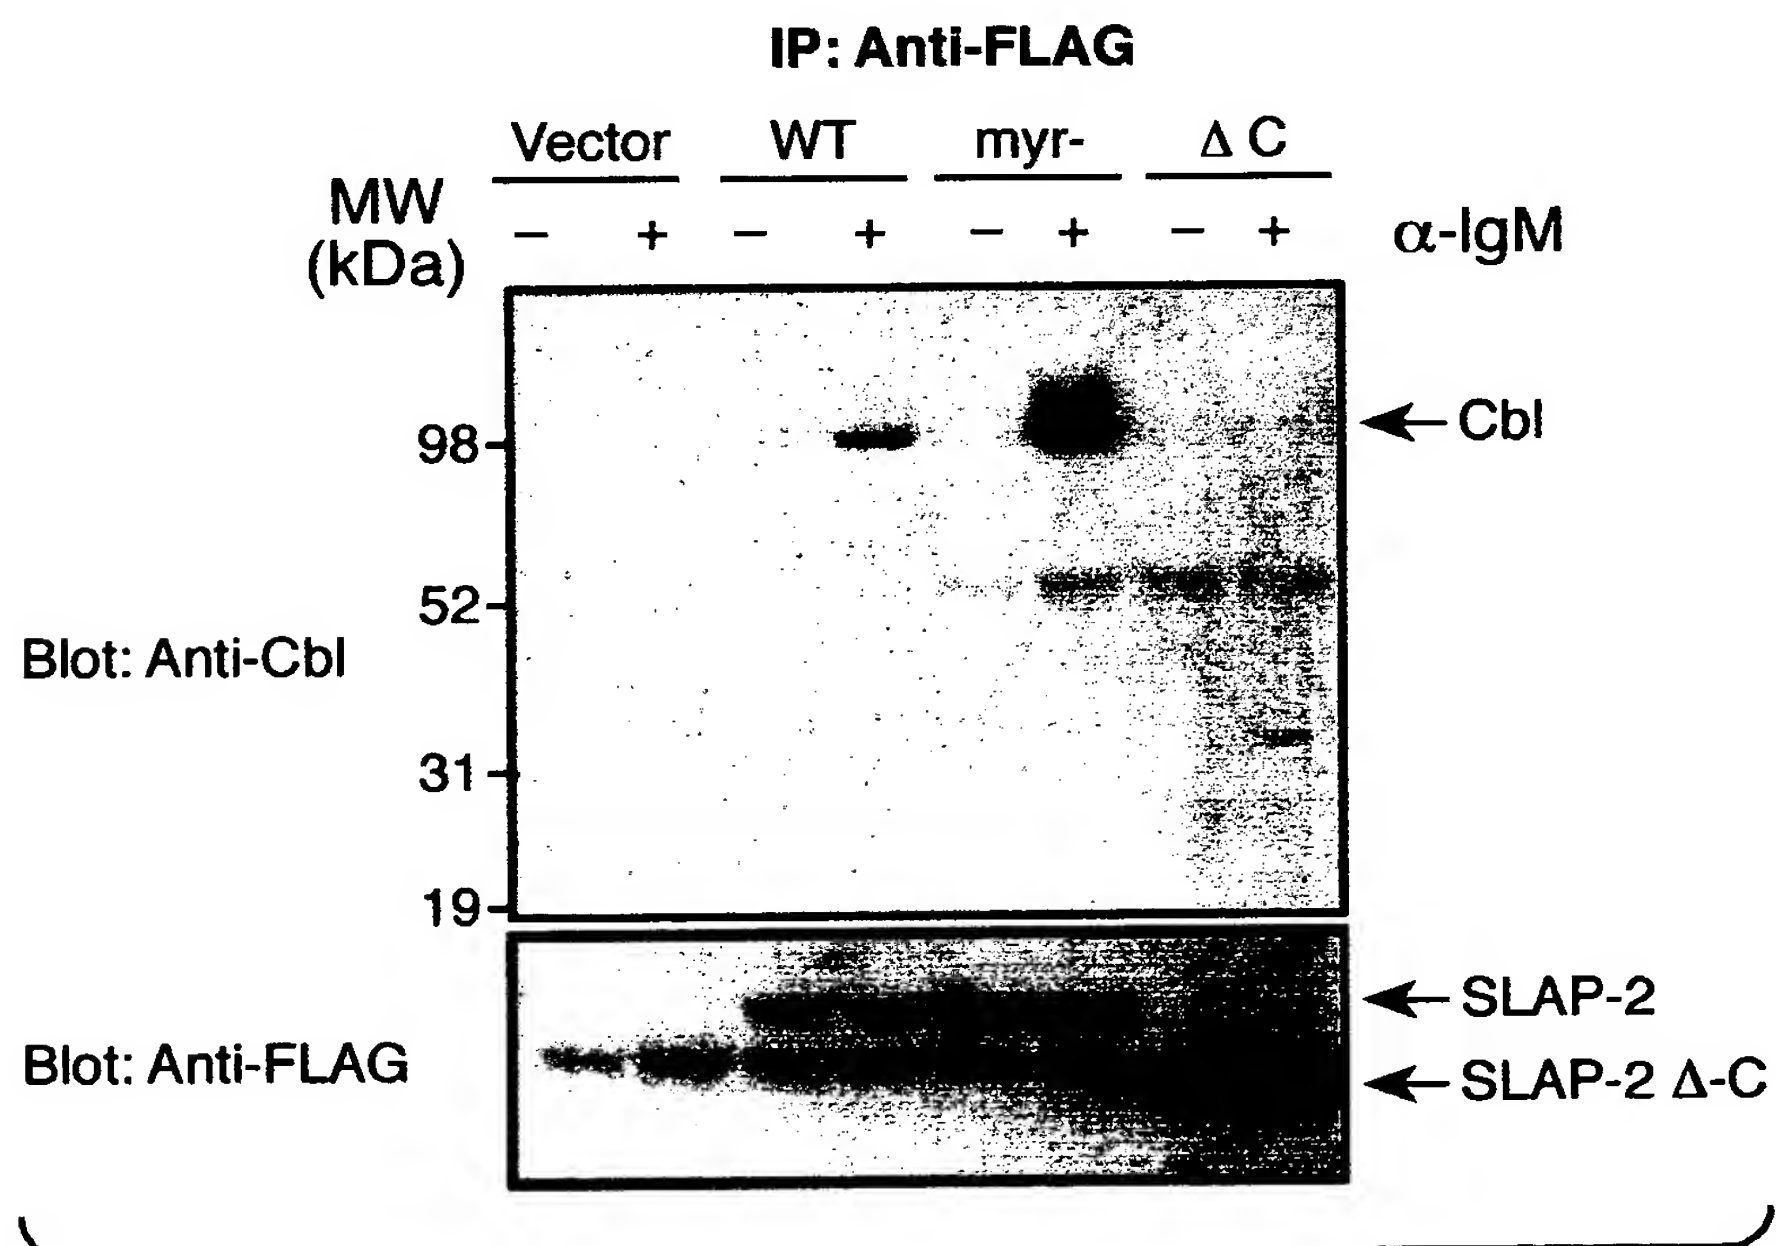 IP: Anti-FLAG
Vector WT myr- Δ C
MW
(kDa)
− + − + − + − + α-IgM
Cbl
98
52
Blot: Anti-Cbl
31
19
SLAP-2
Blot: Anti-FLAG
SLAP-2 Δ-C